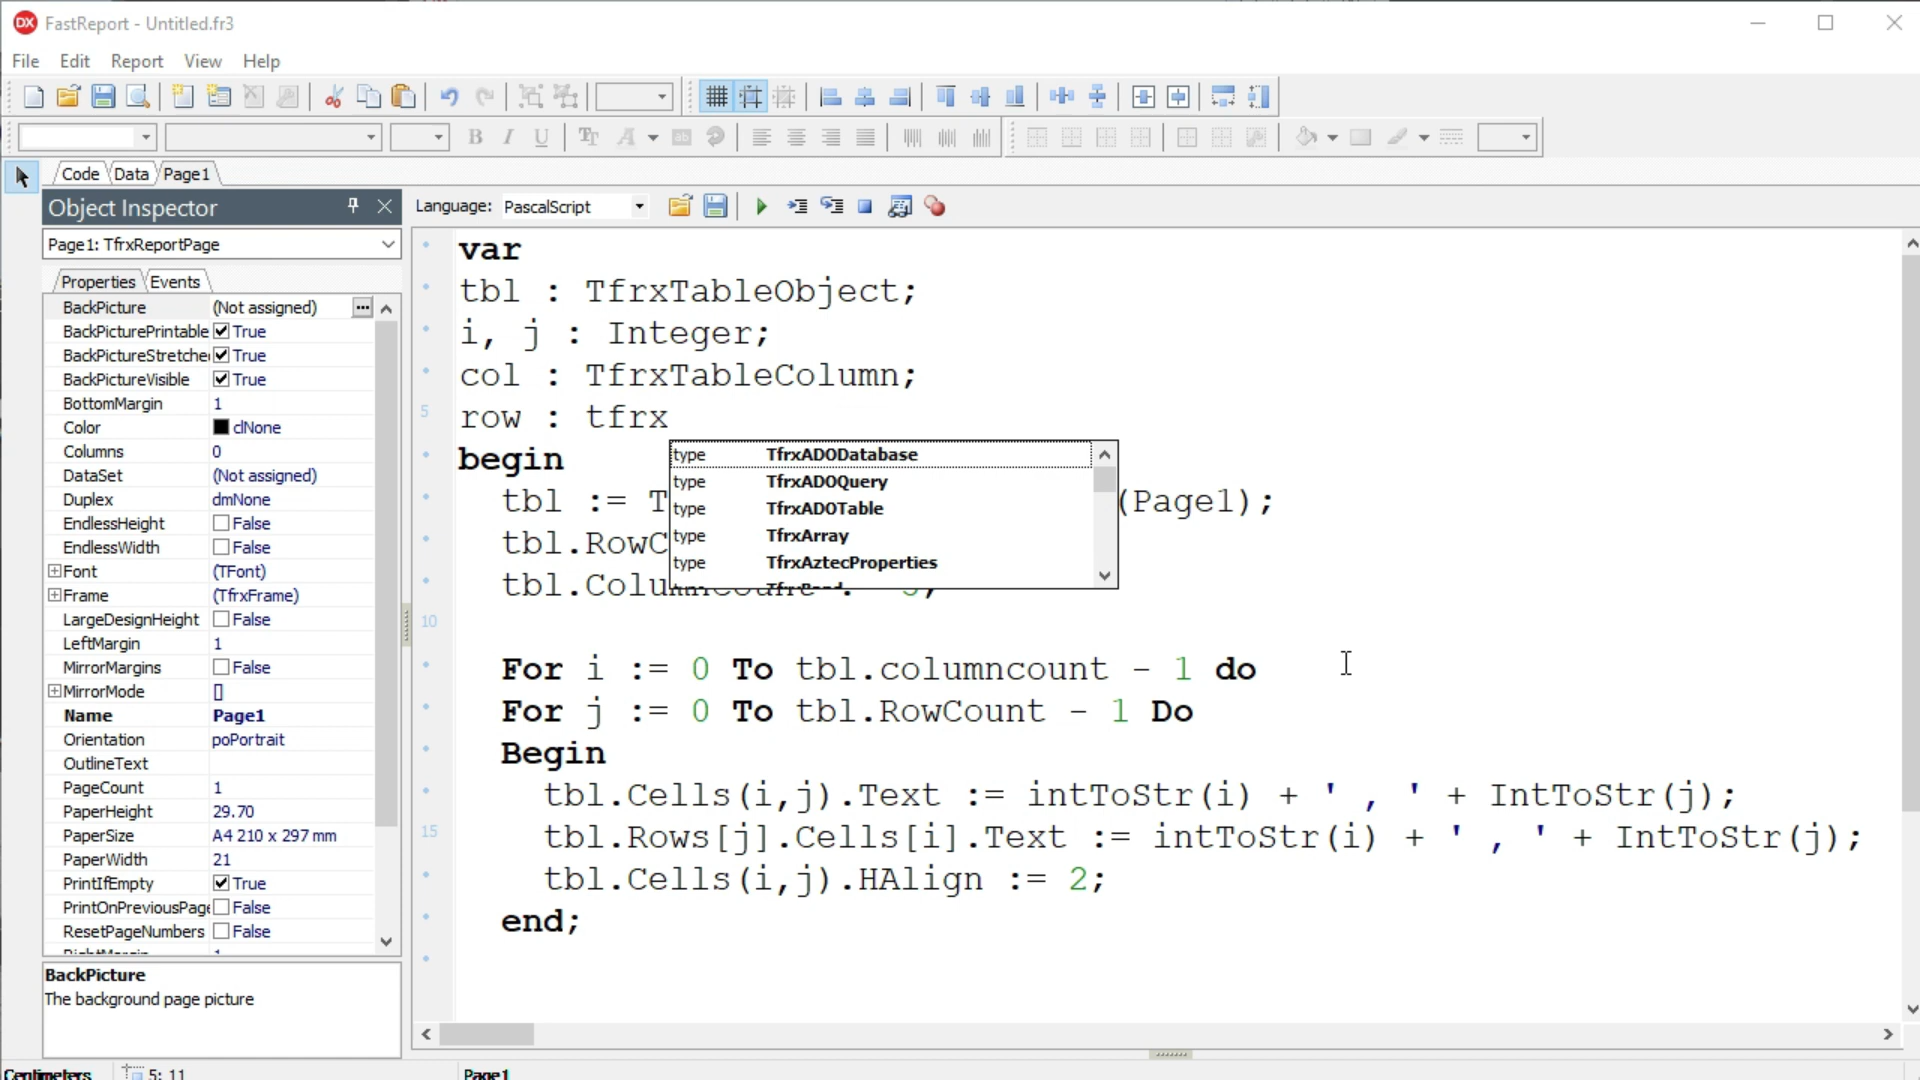 FastReport - Untitled.fr3
File Edit Report View Help
Code Data Page1
Object Inspector
Language: PascalScript
Page1: TfrxReportPage
Properties Events
BackPicture (Not assigned)
BackPicturePrintable True
BackPictureStretche True
BackPictureVisible True
BottomMargin 1
Color clNone
Columns 0
DataSet (Not assigned)
Duplex dmNone
EndlessHeight False
EndlessWidth False
Font (TFont)
Frame (TfrxFrame)
LargeDesignHeight False
LeftMargin 1
MirrorMargins False
MirrorMode []
Name Page1
Orientation poPortrait
OutlineText
PageCount 1
PaperHeight 29.70
PaperSize A4 210 x 297 mm
PaperWidth 21
PrintIfEmpty True
PrintOnPreviousPage False
ResetPageNumbers False
BackPicture
The background page picture
var
tbl : TfrxTableObject;
i, j : Integer;
col : TfrxTableColumn;
5 row : tfrx
begin
type TfrxADODatabase
type TfrxADOQuery
type TfrxADOTable
type TfrxArray
type TfrxAztecProperties
tbl := T (Page1);
tbl.RowC
tbl.Colu
10
For i := 0 To tbl.columncount - 1 do
For j := 0 To tbl.RowCount - 1 Do
Begin
tbl.Cells(i,j).Text := intToStr(i) + ' , ' + IntToStr(j);
15 tbl.Rows[j].Cells[i].Text := intToStr(i) + ' , ' + IntToStr(j);
tbl.Cells(i,j).HAlign := 2;
end;
Centimeters 5: 11 Page1